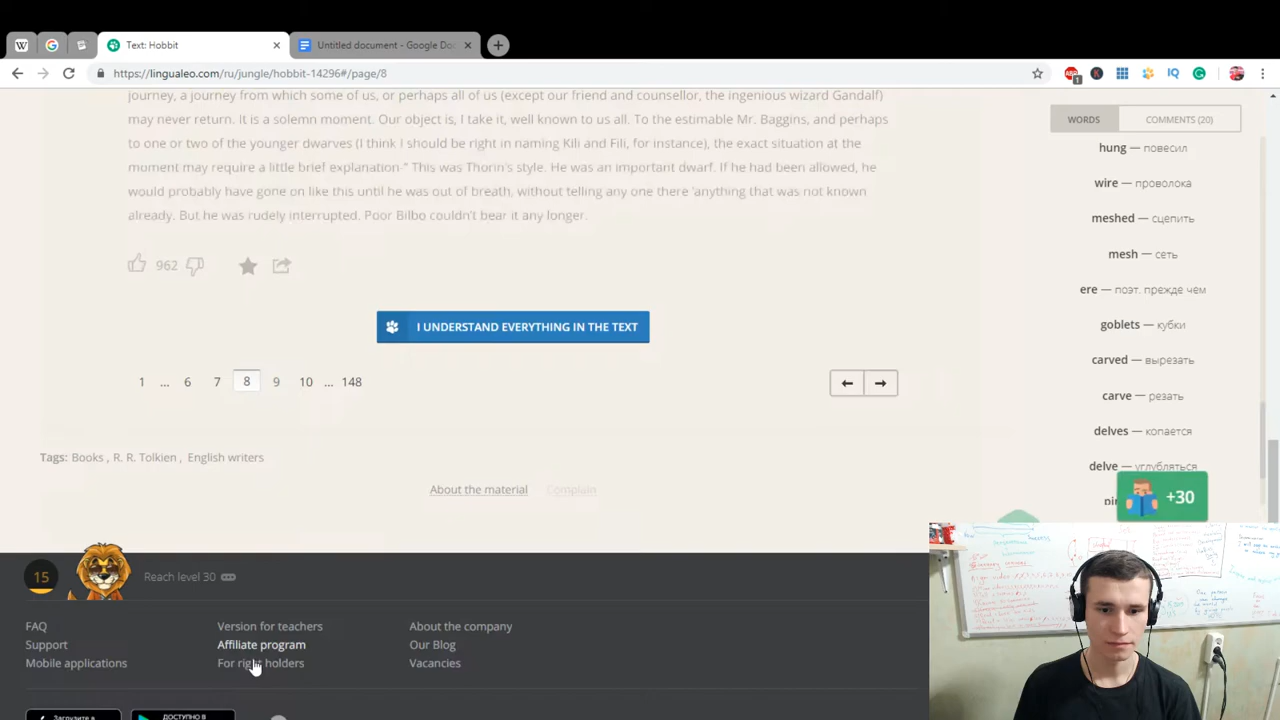 Text: Hobbit
Untitled document - Google Doc
https://lingualeo.com/ru/jungle/hobbit-14296#/page/8
journey, a journey from which some of us, or perhaps all of us (except our friend and counsellor, the ingenious wizard Gandalf)
may never return. It is a solemn moment. Our object is, I take it, well known to us all. To the estimable Mr. Baggins, and perhaps
to one or two of the younger dwarves (I think I should be right in naming Kili and Fili, for instance), the exact situation at the
moment may require a little brief explanation-" This was Thorin's style. He was an important dwarf. If he had been allowed, he
would probably have gone on like this until he was out of breath, without telling any one there 'anything that was not known
already. But he was rudely interrupted. Poor Bilbo couldn't bear it any longer.
962
I UNDERSTAND EVERYTHING IN THE TEXT
1 ... 6 7 8 9 10 ... 148
Tags: Books , R. R. Tolkien , English writers
About the material
Complain
WORDS
COMMENTS (20)
hung — повесил
wire — проволока
meshed — сцепить
mesh — сеть
ere — поэт. прежде чем
goblets — кубки
carved — вырезать
carve — резать
delves — копается
delve — углубляться
+30
15
Reach level 30
FAQ
Version for teachers
About the company
Support
Affiliate program
Our Blog
Mobile applications
For right holders
Vacancies
Загрузите в
ДОСТУПНО В